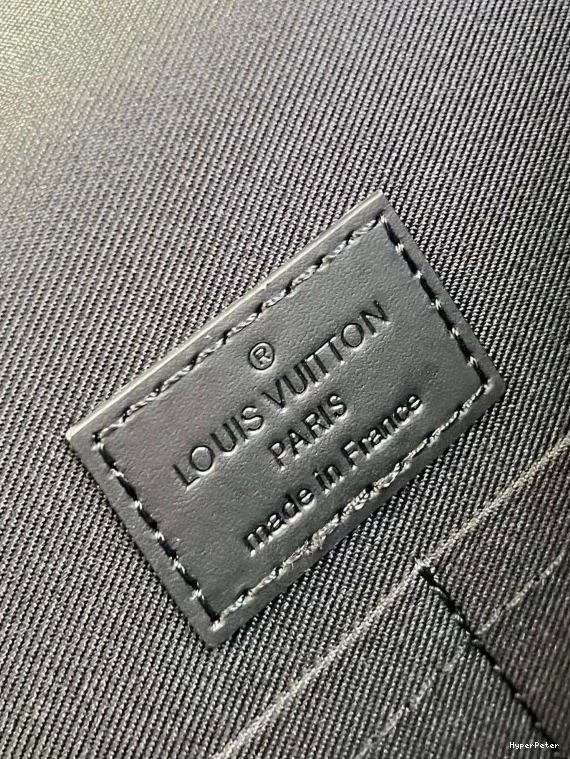 ®
LOUIS VUITTON
PARIS
made in France
HyperPeter